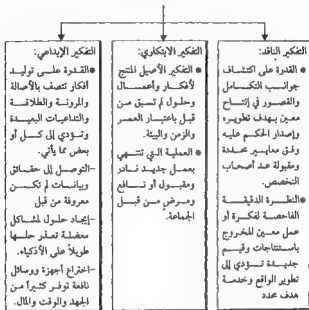 التفكير الناقد:
● القدرة على اكتشاف
جوانب التكامل
والقصور في إنتاج
معين بهدف تطويره
وإصدار الحكم عليه
وفق معايير محددة
ومقبولة عند أصحاب
التخصص.
● النظرة الدقيقة
الفاحصة لفكرة أو
عمل معين للخروج
باستنتاجات وقيم
جديدة تؤدي إلى
تطوير الواقع وخدمة
هدف محدد
التفكير الابتكاري:
● التفكير الأصيل المنتج
لأفكار وأعمال
وحلول لم تسبق من
قبل باعتبار العصر
والزمن والبيئة.
● العملية التي تنتهي
بعمل جديد نادر
ومقبول أو نافع
ومرض من قبل
الجماعة.
التفكير الإبداعي:
● القدرة على توليد
أفكار تتصف بالأصالة
والمرونة والطلاقة
والتداعيات البعيدة
وتؤدي إلى كل أو
بعض مما يأتي:
-التوصل إلى حقائق
وبيانات لم تكن
معروفة من قبل
-إيجاد حلول لمشاكل
معضلة تعذر حلها
طويلاً على الأذكياء.
-اختراع أجهزة ووسائل
نافعة توفر كثيراً من
الجهد والوقت والمال.